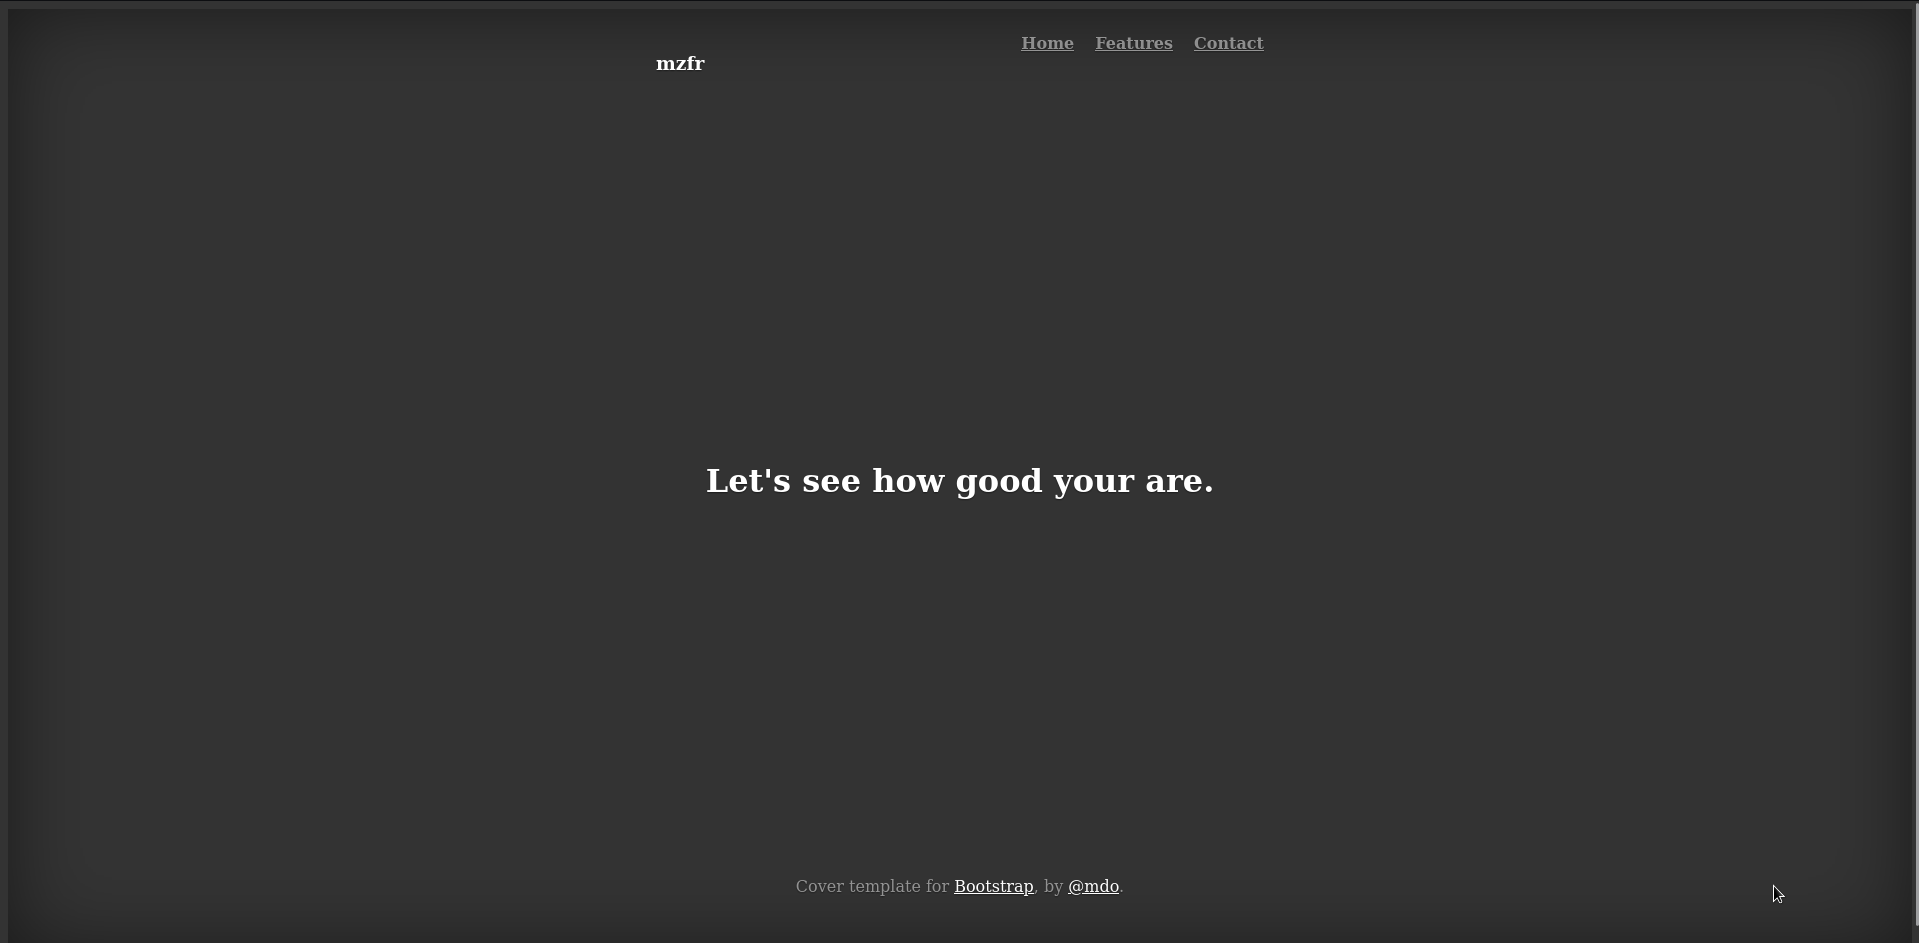 Home Features Contact
mzfr
Let's see how good your are.
Cover template for Bootstrap, by @mdo.